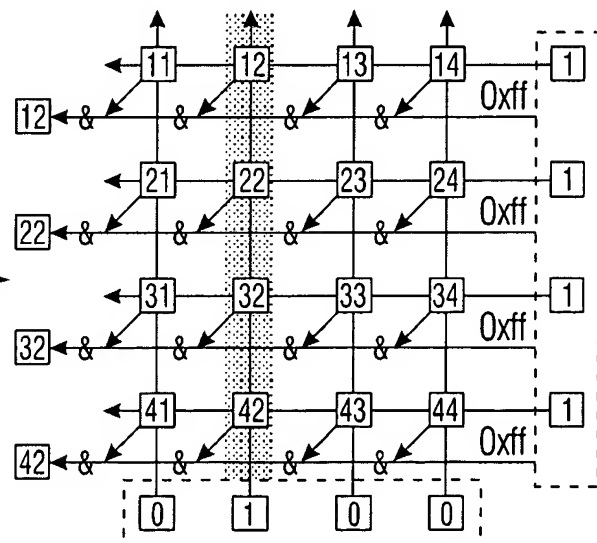 11 12 13 14 1
0xff
12 & & & &
21 22 23 24 1
0xff
22 & & & &
31 32 33 34 1
0xff
32 & & & &
41 42 43 44 1
0xff
42 & & & &
0 1 0 0